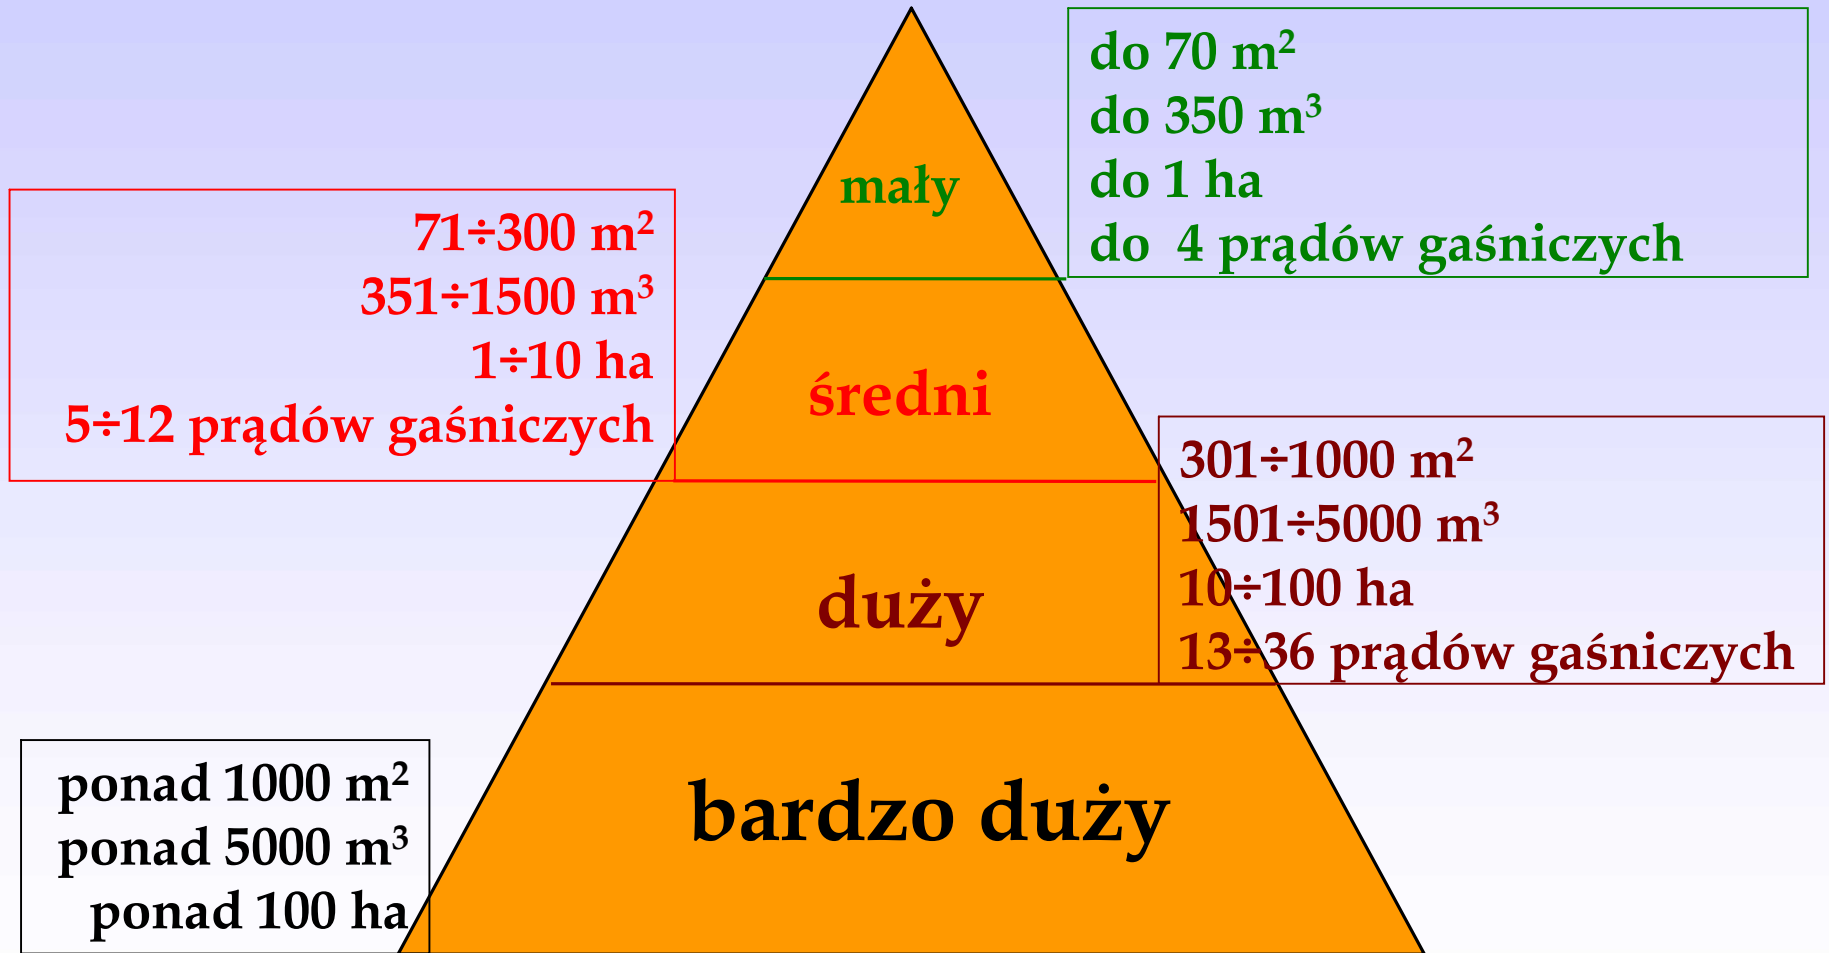 mały
do 70 m²
do 350 m³
do 1 ha
do 4 prądów gaśniczych
71÷300 m²
351÷1500 m³
1÷10 ha
5÷12 prądów gaśniczych
średni
duży
301÷1000 m²
1501÷5000 m³
10÷100 ha
13÷36 prądów gaśniczych
ponad 1000 m²
ponad 5000 m³
ponad 100 ha
bardzo duży